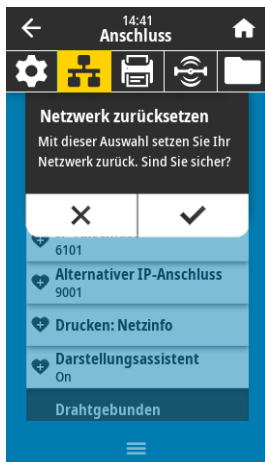 14:41
Anschluss
Netzwerk zurücksetzen
Mit dieser Auswahl setzen Sie Ihr
Netzwerk zurück. Sind Sie sicher?
6101
Alternativer IP-Anschluss
9001
Drucken: Netzinfo
Darstellungsassistent
On
Drahtgebunden